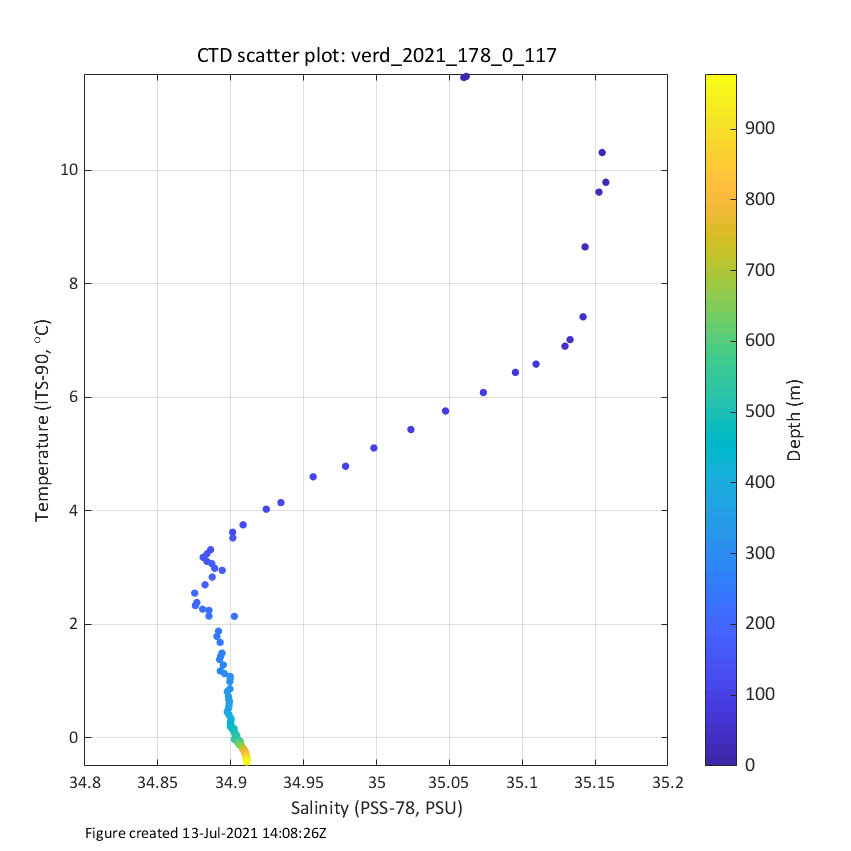 CTD scatter plot: verd_2021_178_0_117
10
8
6
4
2
0
Temperature (ITS-90, °C)
34.8 34.85 34.9 34.95 35 35.05 35.1 35.15 35.2
Salinity (PSS-78, PSU)
900
800
700
600
500
400
300
200
100
0
Depth (m)
Figure created 13-Jul-2021 14:08:26Z